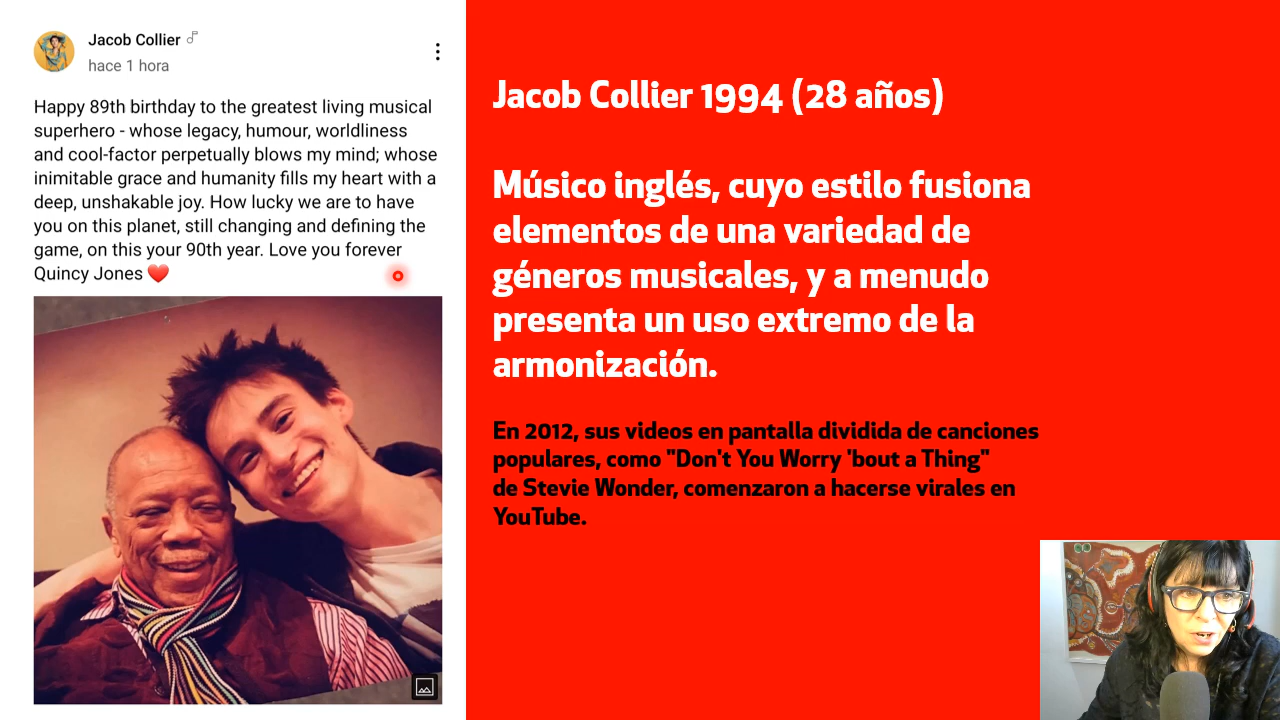 Jacob Collier
hace 1 hora
Happy 89th birthday to the greatest living musical
superhero - whose legacy, humour, worldliness
and cool-factor perpetually blows my mind; whose
inimitable grace and humanity fills my heart with a
deep, unshakable joy. How lucky we are to have
you on this planet, still changing and defining the
game, on this your 90th year. Love you forever
Quincy Jones ❤️
Jacob Collier 1994 (28 años)
Músico inglés, cuyo estilo fusiona
elementos de una variedad de
géneros musicales, y a menudo
presenta un uso extremo de la
armonización.
En 2012, sus videos en pantalla dividida de canciones
populares, como "Don't You Worry 'bout a Thing"
de Stevie Wonder, comenzaron a hacerse virales en
YouTube.